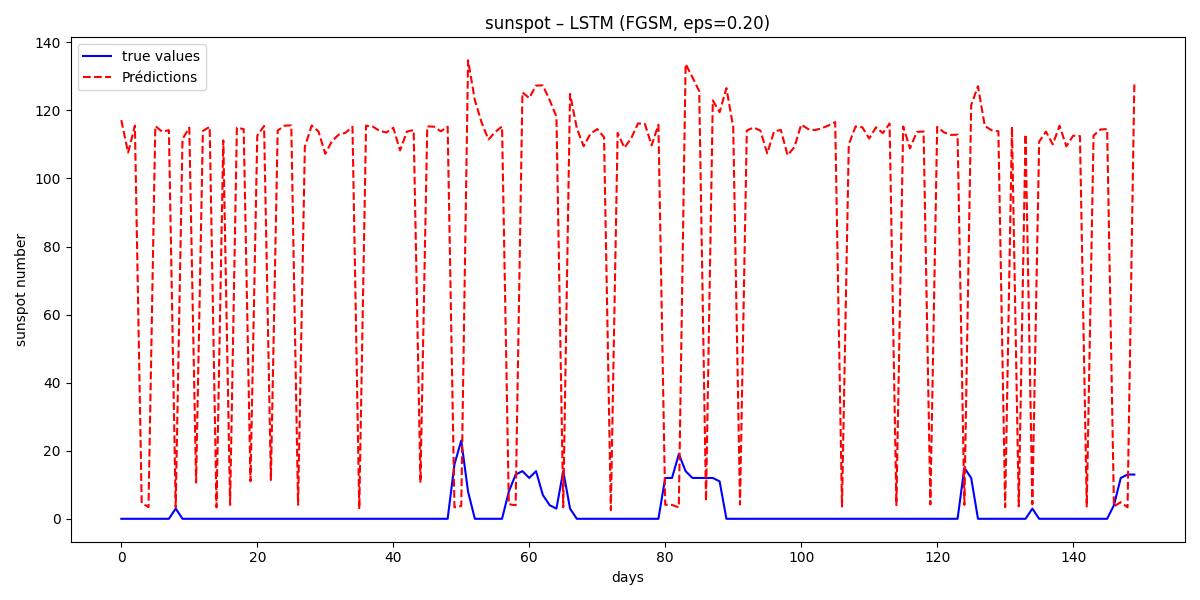 sunspot – LSTM (FGSM, eps=0.20)
true values
Prédictions
140
120
100
80
60
40
20
0
sunspot number
0 20 40 60 80 100 120 140
days